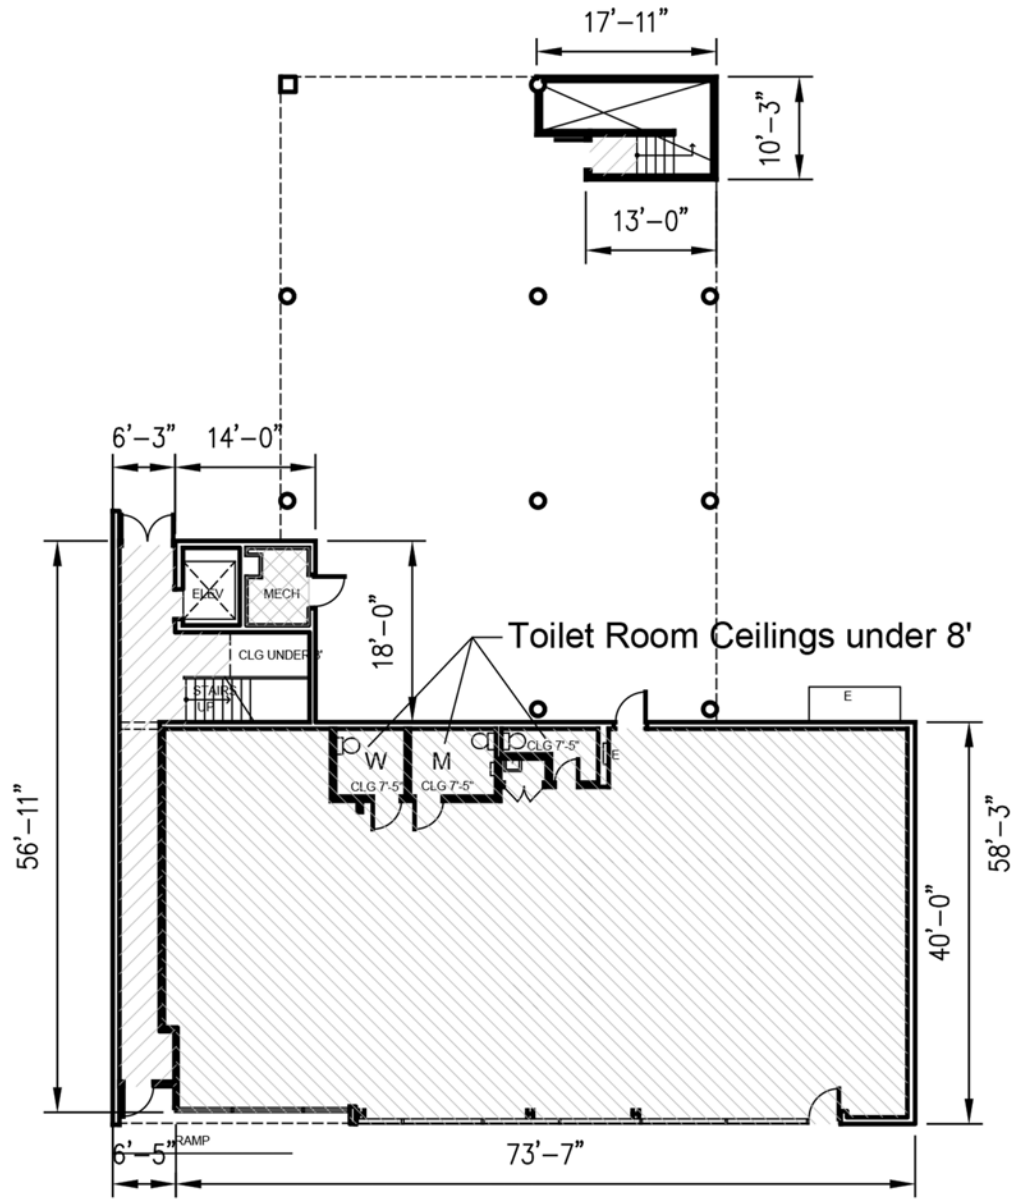 17'-11"
10'-3"
13'-0"
6'-3" 14'-0"
ELEV MECH
18'-0"
Toilet Room Ceilings under 8'
CLG UNDER 8'
STAIRS
UP
E
W M CLG 7'-5"
E
CLG 7'-5" CLG 7'-5"
56'-11"
58'-3"
40'-0"
RAMP
6'-5" 73'-7"